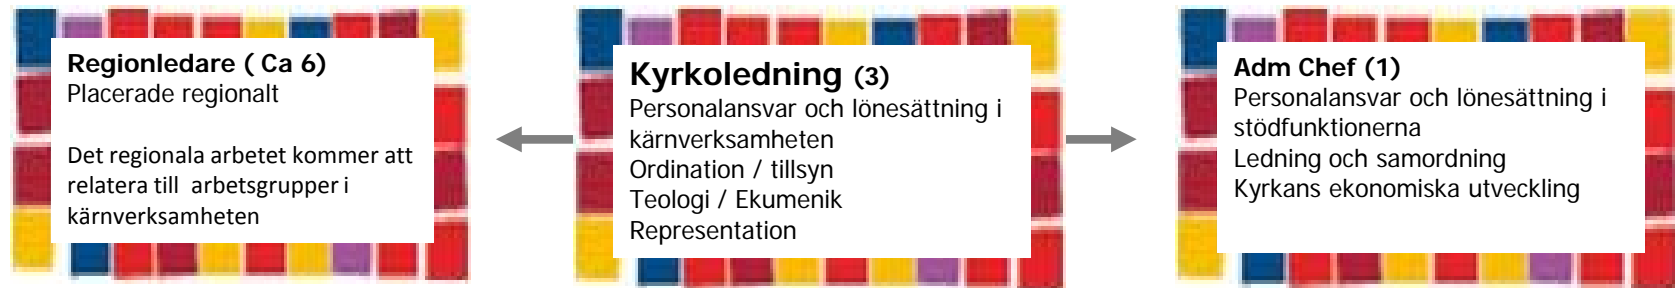 Regionledare ( Ca 6)
Placerade regionalt
Det regionala arbetet kommer att
relatera till arbetsgrupper i
kärnverksamheten
Kyrkoledning (3)
Personalansvar och lönesättning i
kärnverksamheten
Ordination / tillsyn
Teologi / Ekumenik
Representation
Adm Chef (1)
Personalansvar och lönesättning i
stödfunktionerna
Ledning och samordning
Kyrkans ekonomiska utveckling